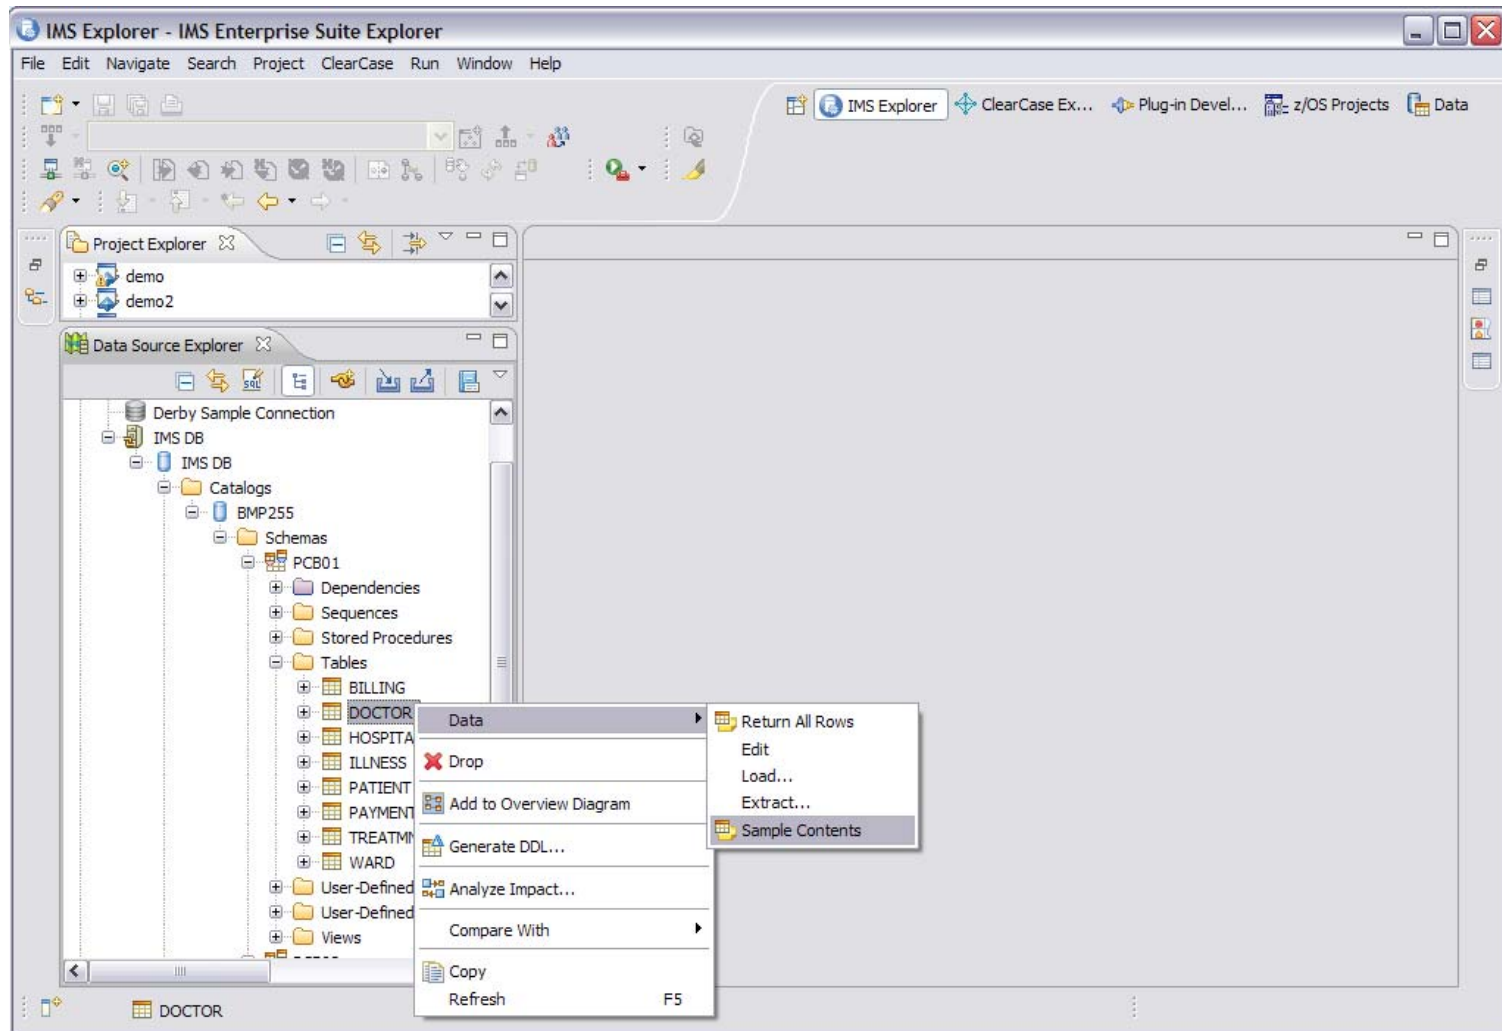 IMS Explorer - IMS Enterprise Suite Explorer
File Edit Navigate Search Project ClearCase Run Window Help
IMS Explorer ClearCase Ex... Plug-in Devel... z/OS Projects Data
Project Explorer
demo
demo2
Data Source Explorer
SQL
Derby Sample Connection
IMS DB
IMS DB
Catalogs
BMP255
Schemas
PCB01
Dependencies
Sequences
Stored Procedures
Tables
BILLING
DOCTOR
HOSPITA
ILLNESS
PATIENT
PAYMENT
TREATM
WARD
User-Defined
User-Defined
Views
Data
Drop
Add to Overview Diagram
Generate DDL...
Analyze Impact...
Compare With
Copy
Refresh F5
Return All Rows
Edit
Load...
Extract...
Sample Contents
DOCTOR